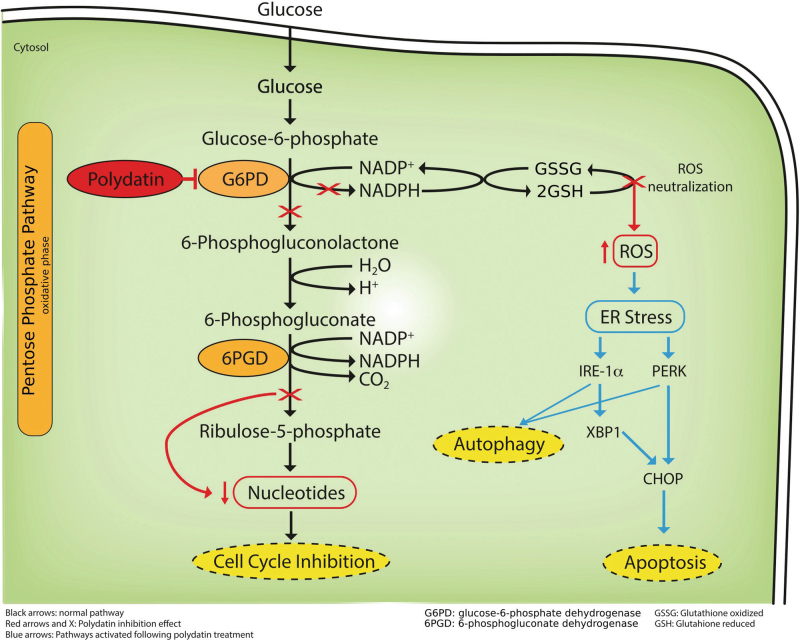 Glucose
Cytosol
Glucose
Glucose-6-phosphate
Pentose Phosphate Pathway
oxidative phase
Polydatin
G6PD
NADP+
NADPH
GSSG
2GSH
ROS
neutralization
6-Phosphogluconolactone
H2O
H+
ROS
6-Phosphogluconate
ER Stress
6PGD
NADP+
NADPH
CO2
IRE-1α
PERK
Ribulose-5-phosphate
Autophagy
XBP1
CHOP
Nucleotides
Cell Cycle Inhibition
Apoptosis
Black arrows: normal pathway
Red arrows and X: Polydatin inhibition effect
Blue arrows: Pathways activated following polydatin treatment
G6PD: glucose-6-phosphate dehydrogenase
6PGD: 6-phosphogluconate dehydrogenase
GSSG: Glutathione oxidized
GSH: Glutahione reduced